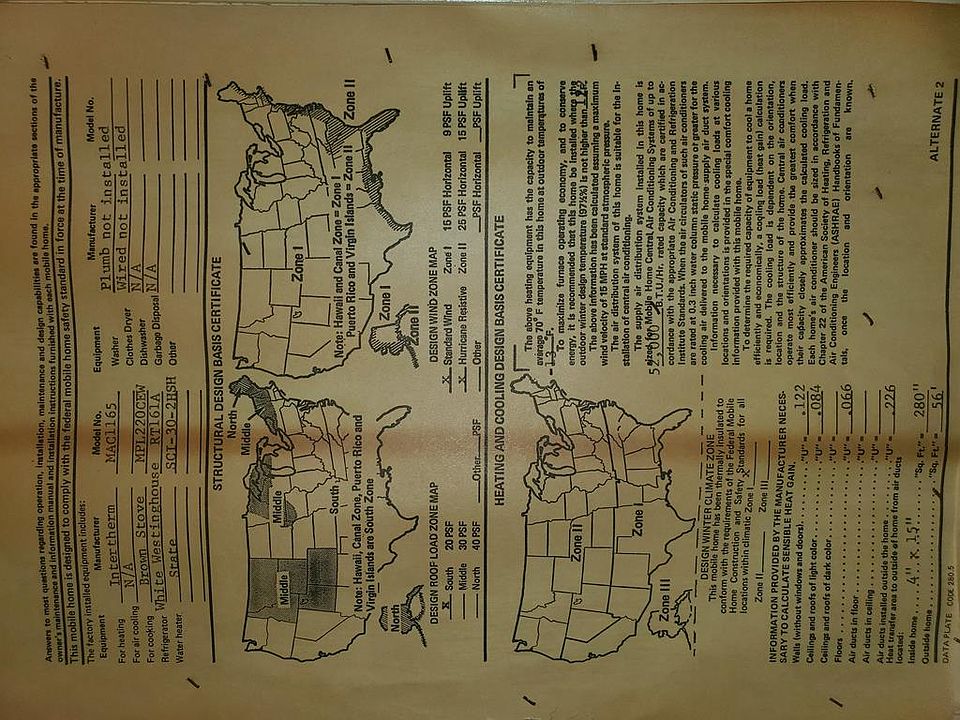 Answers to most questions regarding operation, installation, maintenance and design capabilities are found in the appropriate sections of the
owner's maintenance and information manual and installation instructions furnished with each mobile home.
This mobile home is designed to comply with the federal mobile home safety standard in force at the time of manufacture.
The factory installed equipment includes:
Equipment Manufacturer Model No.
For heating Intertherm MAC1165
For air cooling N/A
For cooking Brown Stove MPL220CEW
Refrigerator White Westinghouse RT161A
Water heater State SCT-30-2HSH
Equipment Manufacturer Model No.
Washer Plumb not installed
Clothes Dryer Wired not installed
Dishwasher N/A
Garbage Disposal N/A
Other
STRUCTURAL DESIGN BASIS CERTIFICATE
North
Middle
Middle
Middle
South
North
Note: Hawaii, Canal Zone, Puerto Rico and
Virgin Islands are South Zone
DESIGN ROOF LOAD ZONE MAP
X South 20 PSF
Middle 30 PSF
North 40 PSF
Other PSF
Zone I
Zone II
Zone I
Zone II
Note: Hawaii and Canal Zone = Zone I
Puerto Rico and Virgin Islands = Zone II
DESIGN WIND ZONE MAP
X Standard Wind Zone I 15 PSF Horizontal 9 PSF Uplift
X Hurricane Resistive Zone II 25 PSF Horizontal 15 PSF Uplift
Other PSF Horizontal PSF Uplift
HEATING AND COOLING DESIGN BASIS CERTIFICATE
Zone II
Zone I
Zone III
DESIGN WINTER CLIMATE ZONE
This mobile home has been thermally insulated to
conform with the requirements of the Federal Mobile
Home Construction and Safety Standards for all
locations within climatic Zone I X
Zone II Zone III
INFORMATION PROVIDED BY THE MANUFACTURER NECES-
SARY TO CALCULATE SENSIBLE HEAT GAIN.
Walls (without windows and doors) "U" = .122
Ceilings and roofs of light color "U" = .084
Ceilings and roofs of dark color "U" =
Floors "U" = .066
Air ducts in floor "U" =
Air ducts in ceiling "U" =
Air ducts installed outside the home "U" = .226
Heat transfer area to outside of home from air ducts
located:
Inside home 4" x 15" "Sq. Ft." = 280"
Outside home "Sq. Ft." = 56'
DATA PLATE CODE 280.5
The above heating equipment has the capacity to maintain an
average 70° F temperature in this home at outdoor temperatures of
-13 °F.
To maximize furnace operating economy, and to conserve
energy, it is recommended that this home be installed where the
outdoor winter design temperature (97½%) is not higher than
The above information has been calculated assuming a maximum
wind velocity of 15 MPH at standard atmospheric pressure.
The air distribution system of this home is suitable for the in-
stallation of central air conditioning.
The supply air distribution system installed in this home is
sized for Mobile Home Central Air Conditioning Systems of up to
B.T.U./Hr. rated capacity which are certified in ac-
cordance with the appropriate Air Conditioning and Refrigeration
Institute Standards. When the air circulators of such air conditioners
are rated at 0.3 inch water column static pressure or greater for the
cooling air delivered to the mobile home supply air duct system.
Information necessary to calculate cooling loads at various
locations and orientations is provided in the special comfort cooling
information provided with this mobile home.
To determine the required capacity of equipment to cool a home
efficiently and economically, a cooling load (heat gain) calculation
is required. The cooling load is dependent on the orientation,
location and the structure of the home. Central air conditioners
operate most efficiently and provide the greatest comfort when
their capacity closely approximates the calculated cooling load.
Each home's air conditioner should be sized in accordance with
Chapter 22 of the American Society of Heating, Refrigeration and
Air Conditioning Engineers (ASHRAE) Handbooks of Fundamen-
tals, once the location and orientation are known.
ALTERNATE 2